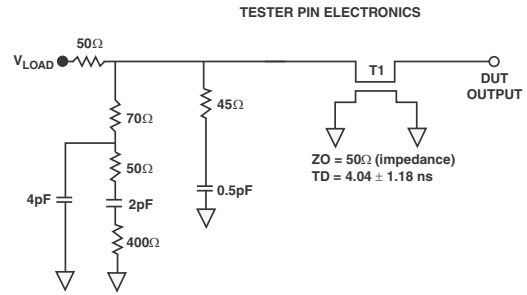 TESTER PIN ELECTRONICS
50Ω
VLOAD
T1
DUT
OUTPUT
70Ω
45Ω
ZO = 50Ω (impedance)
TD = 4.04 ± 1.18 ns
50Ω
4pF
2pF
0.5pF
400Ω